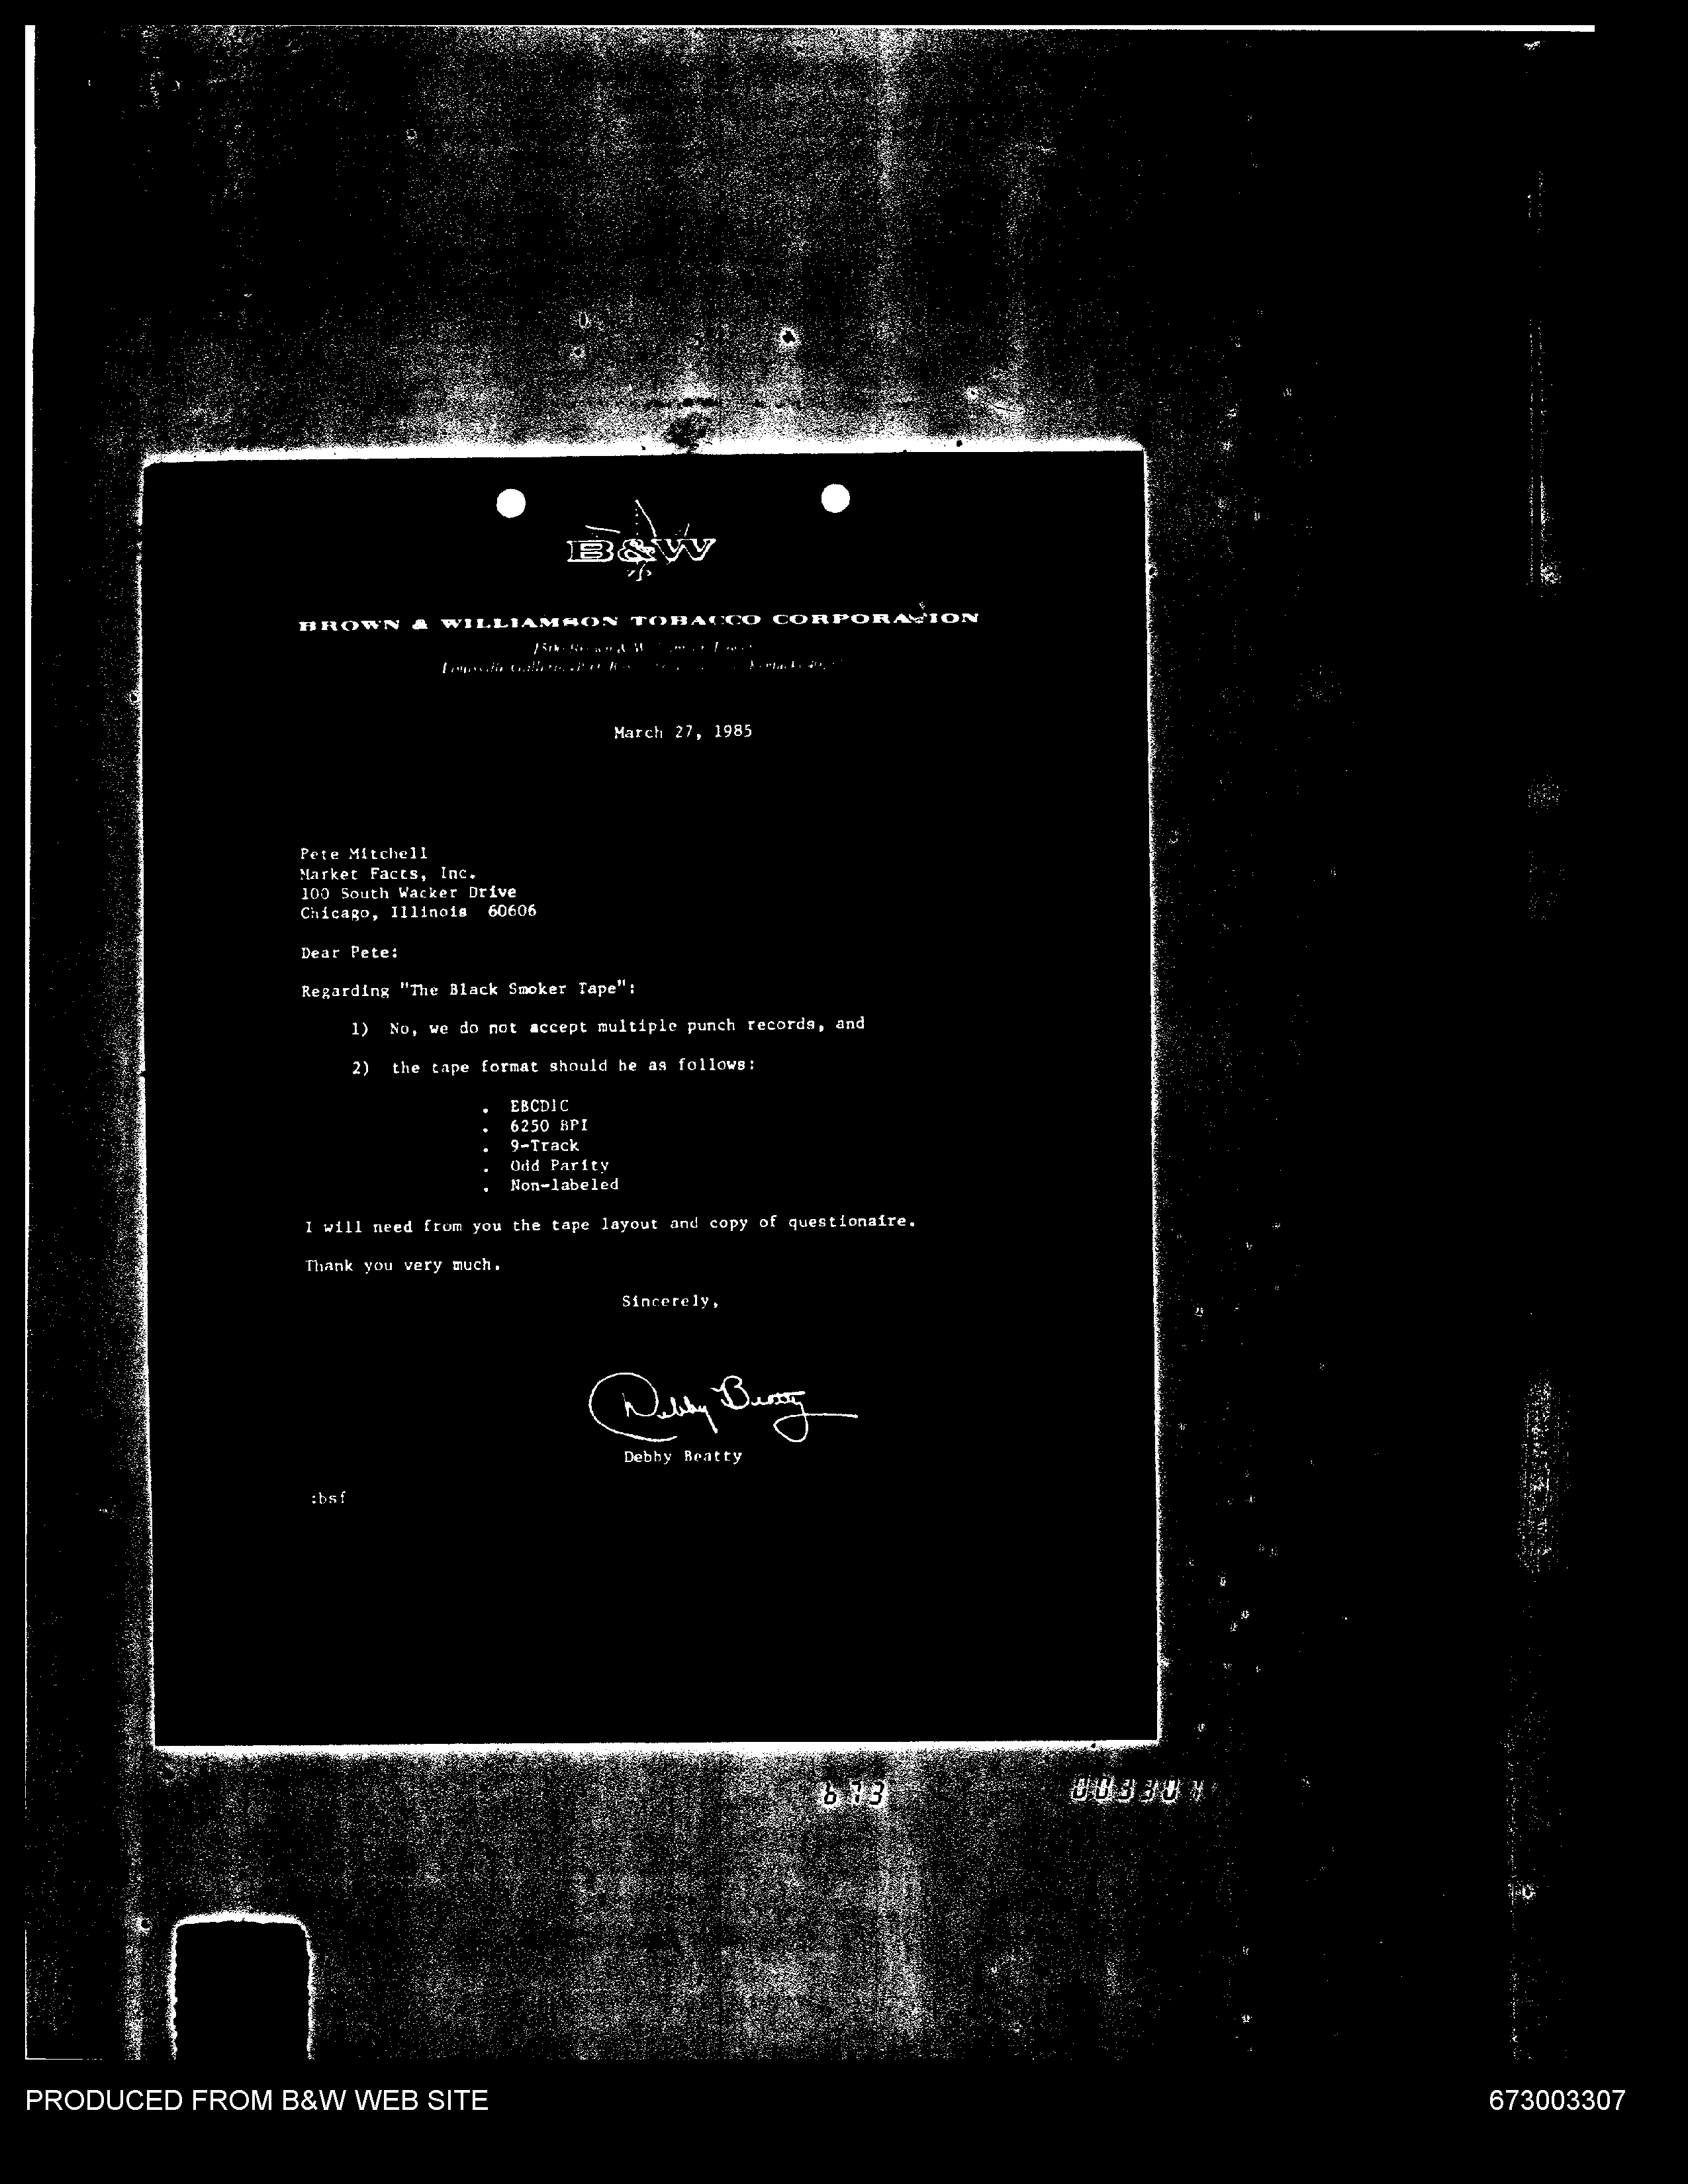 B&W
BROWN & WILLIAMSON TOBACCO CORPORATION
March 27, 1985
Pete Mitchell
Market Facts, Inc.
100 South Wacker Drive
Chicago, Illinois 60606
Dear Pete:
Regarding "The Black Smoker Tape":
1) No, we do not accept multiple punch records, and
2) the tape format should be as follows:
. EBCDIC
. 6250 BPI
. 9-Track
. Odd Parity
. Non-labeled
I will need from you the tape layout and copy of questionaire.
Thank you very much.
Sincerely,
Debby Beatty
Debby Beatty
:bsf
673
PRODUCED FROM B&W WEB SITE
673003307